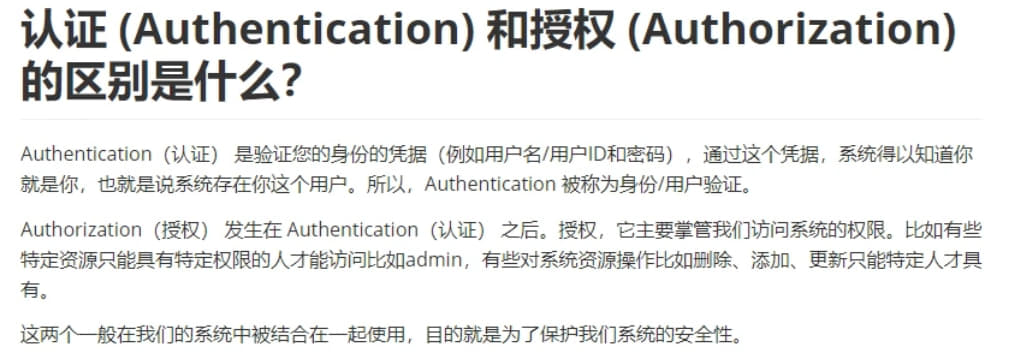 认证 (Authentication) 和授权 (Authorization)
的区别是什么？
Authentication（认证） 是验证您的身份的凭据（例如用户名/用户ID和密码），通过这个凭据，系统得以知道你
就是你，也就是说系统存在你这个用户。所以，Authentication 被称为身份/用户验证。
Authorization（授权） 发生在 Authentication（认证） 之后。授权，它主要掌管我们访问系统的权限。比如有些
特定资源只能具有特定权限的人才能访问比如admin，有些对系统资源操作比如删除、添加、更新只能特定人才具
有。
这两个一般在我们的系统中被结合在一起使用，目的就是为了保护我们系统的安全性。